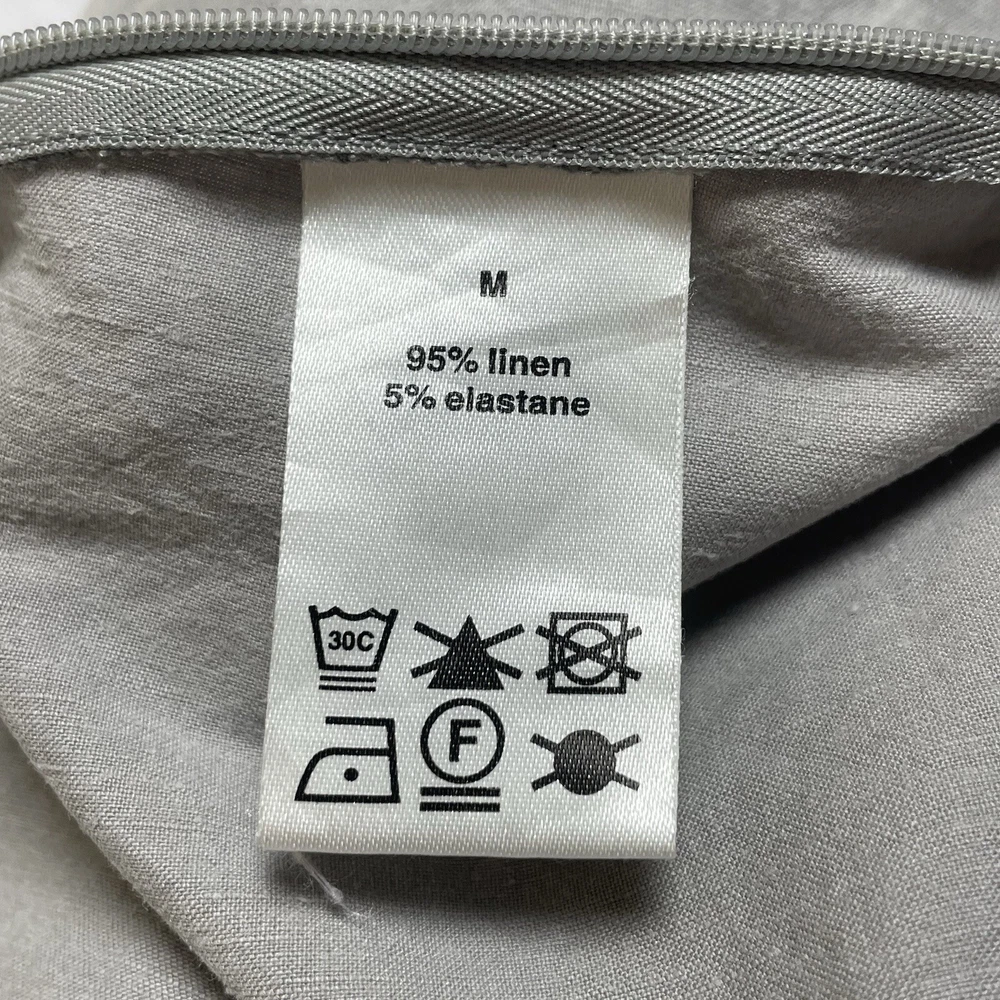 M
95% linen
5% elastane
30C
F